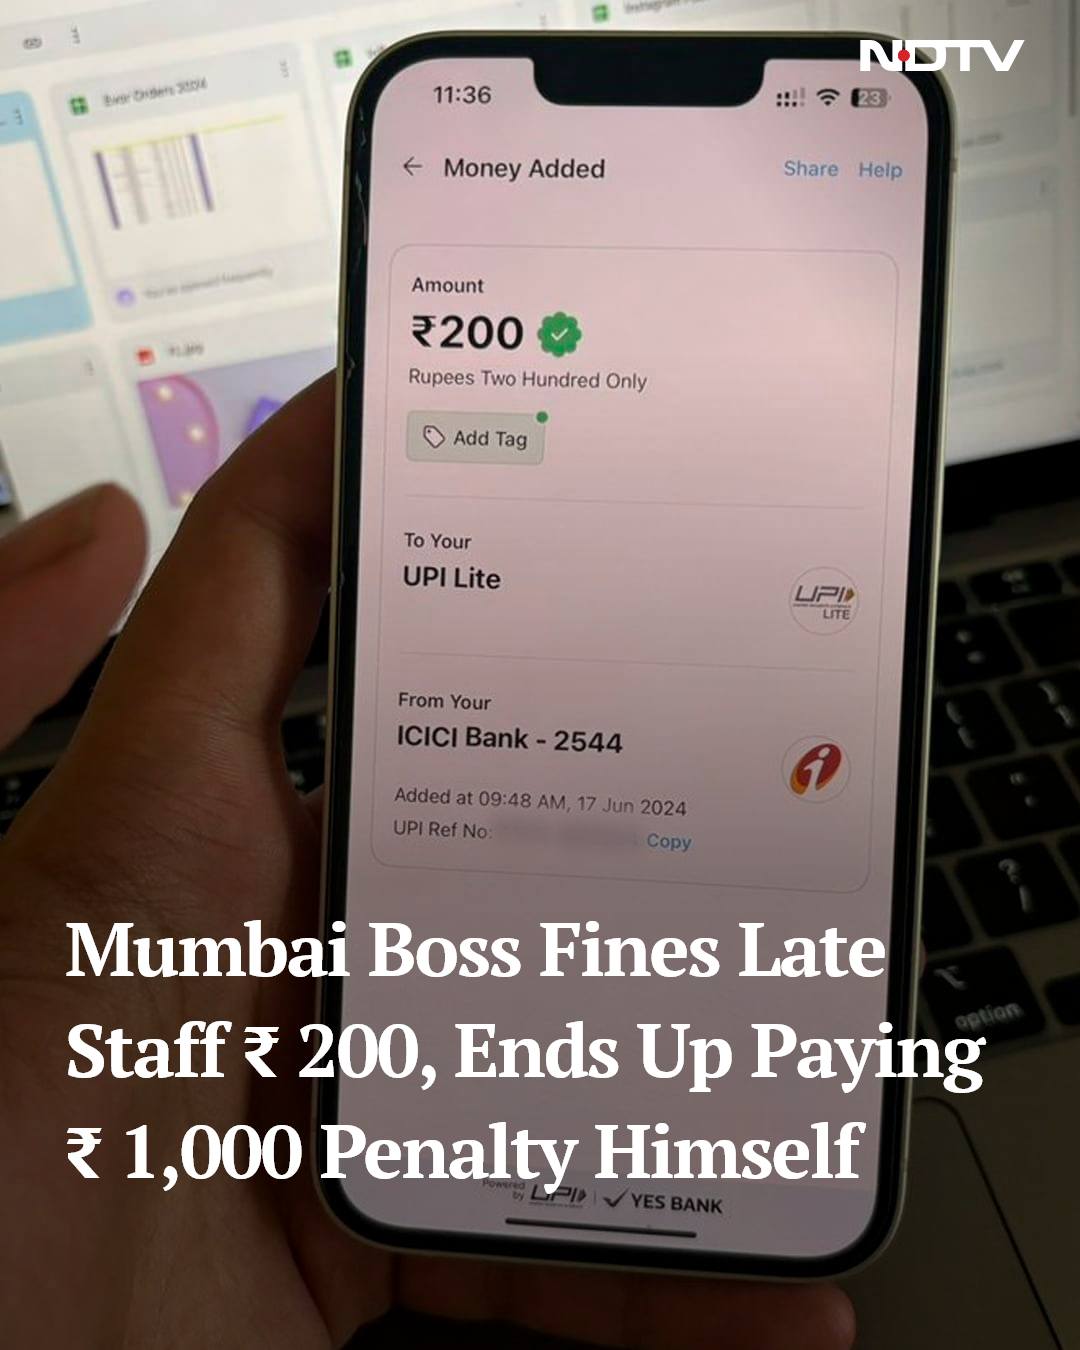 NDTV
11:36
23
Money Added
Share Help
Amount
₹200
Rupees Two Hundred Only
Add Tag
To Your
UPI Lite
UPI
LITE
From Your
ICICI Bank - 2544
Added at 09:48 AM, 17 Jun 2024
UPI Ref No:
Copy
Mumbai Boss Fines Late
Staff ₹ 200, Ends Up Paying
₹ 1,000 Penalty Himself
option
Powered
by UPI
YES BANK